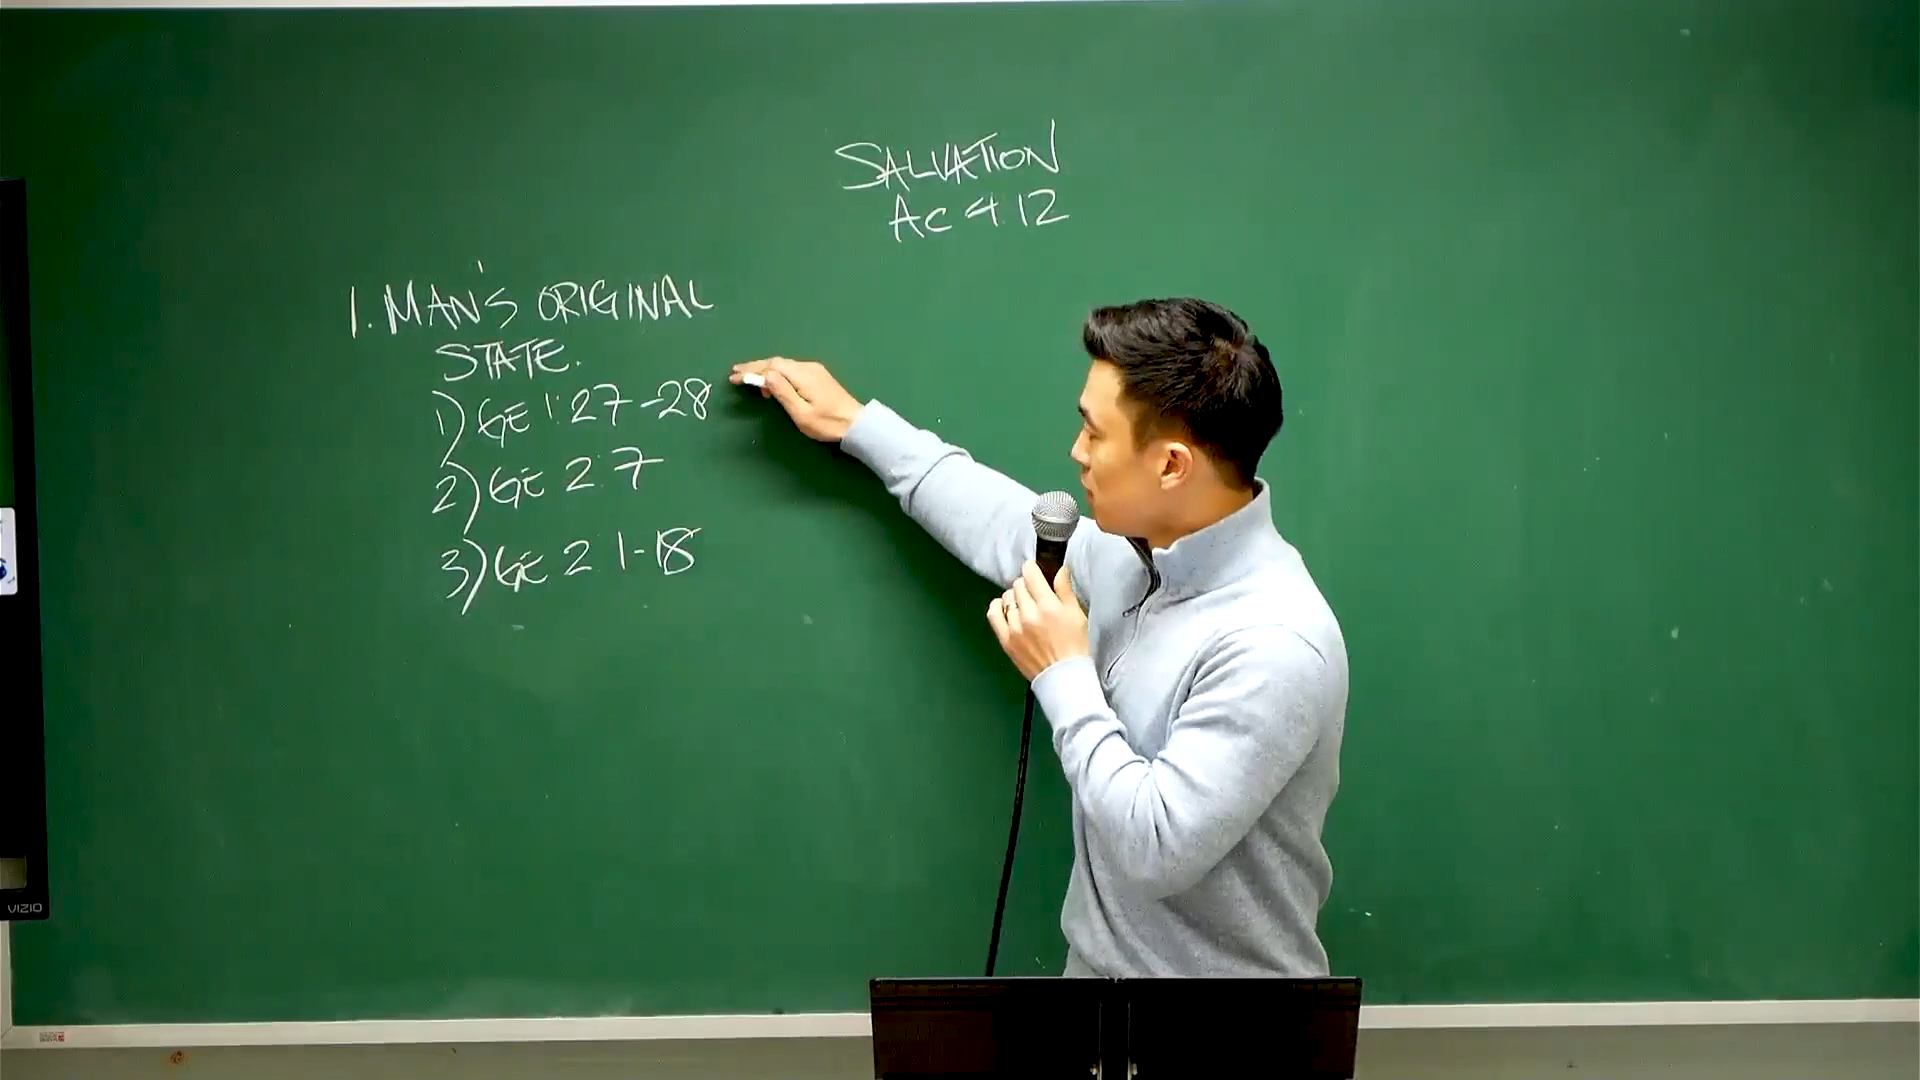 SALVATION
Ac 4:12
1. MAN'S ORIGINAL
STATE.
1) GE 1:27-28
2) GE 2:7
3) GE 2:1-18
VIZIO